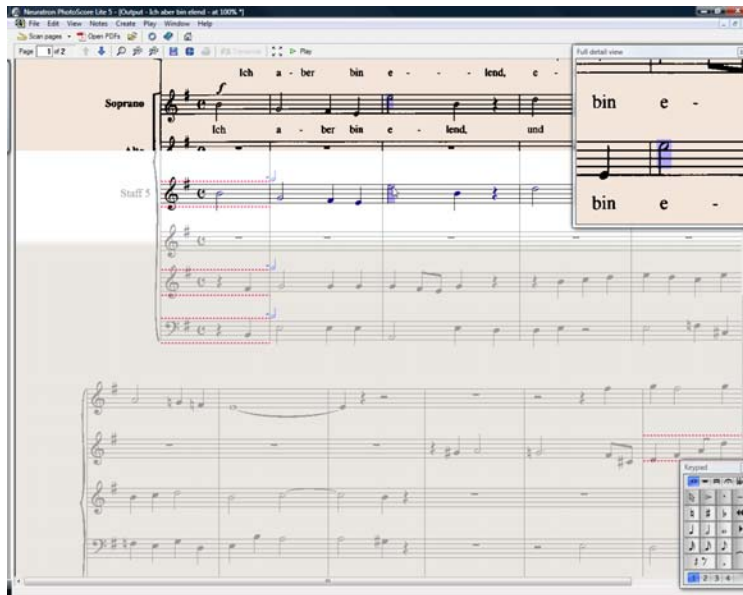 Neuratron PhotoScore Lite 5 - [Output - Ich aber bin elend - at 100% *]
File Edit View Notes Create Play Window Help
Scan pages Open PDFs
Page 1 of 2 Play
Full detail view
Ich a - ber bin e - lend, e -
Soprano f
Ich a - ber bin e - lend, und
Alto
bin e -
bin e -
Staff 5
Keypad
1 2 3 4